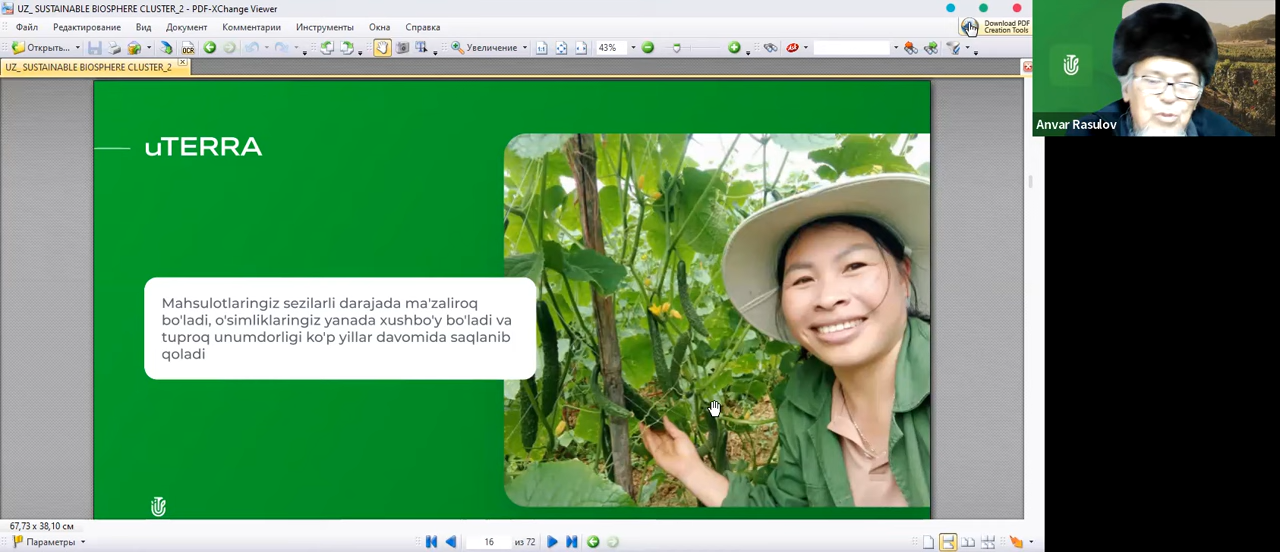 UZ_ SUSTAINABLE BIOSPHERE CLUSTER_2 - PDF-XChange Viewer
Файл Редактирование Вид Документ Комментарии Инструменты Окна Справка
Download PDF
Creation Tools
Открыть... OCR Увеличение 43%
UZ_ SUSTAINABLE BIOSPHERE CLUSTER_2
Anvar Rasulov
uTERRA
Mahsulotlaringiz sezilarli darajada ma'zaliroq
bo'ladi, o'simliklaringiz yanada xushbo'y bo'ladi va
tuproq unumdorligi ko'p yillar davomida saqlanib
qoladi
67,73 x 38,10 см
Параметры 16 из 72